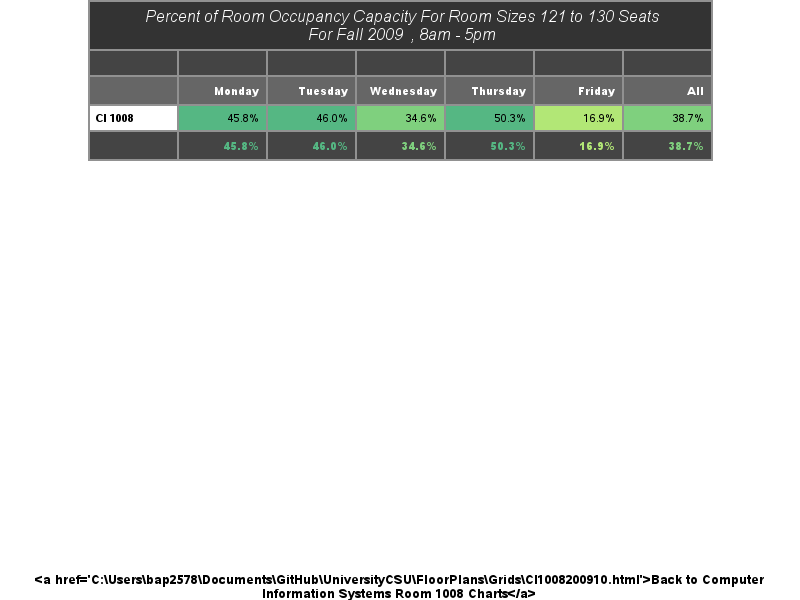 Percent of Room Occupancy Capacity For Room Sizes 121 to 130 Seats
For Fall 2009 , 8am - 5pm
Monday Tuesday Wednesday Thursday Friday All
CI 1008 45.8% 46.0% 34.6% 50.3% 16.9% 38.7%
45.8% 46.0% 34.6% 50.3% 16.9% 38.7%
<a href='C:\Users\bap2578\Documents\GitHub\UniversityCSU\FloorPlans\Grids\CI1008200910.html'>Back to Computer
Information Systems Room 1008 Charts</a>